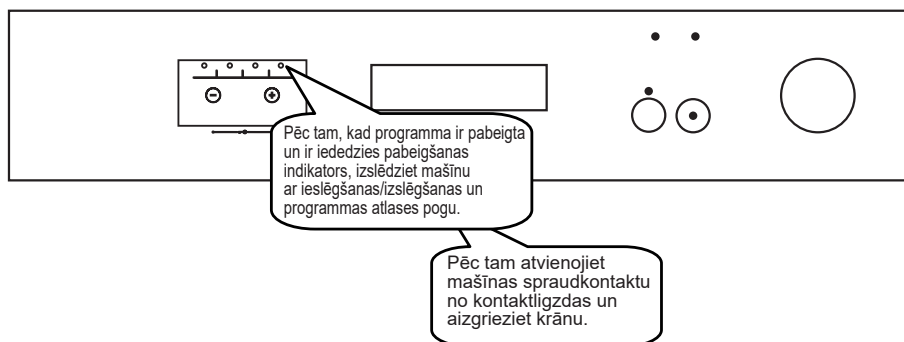 Pēc tam, kad programma ir pabeigta
un ir iededzies pabeigšanas
indikators, izslēdziet mašīnu
ar ieslēgšanas/izslēgšanas un
programmas atlases pogu.
Pēc tam atvienojiet
mašīnas spraudkontaktu
no kontaktligzdas un
aizgrieziet krānu.